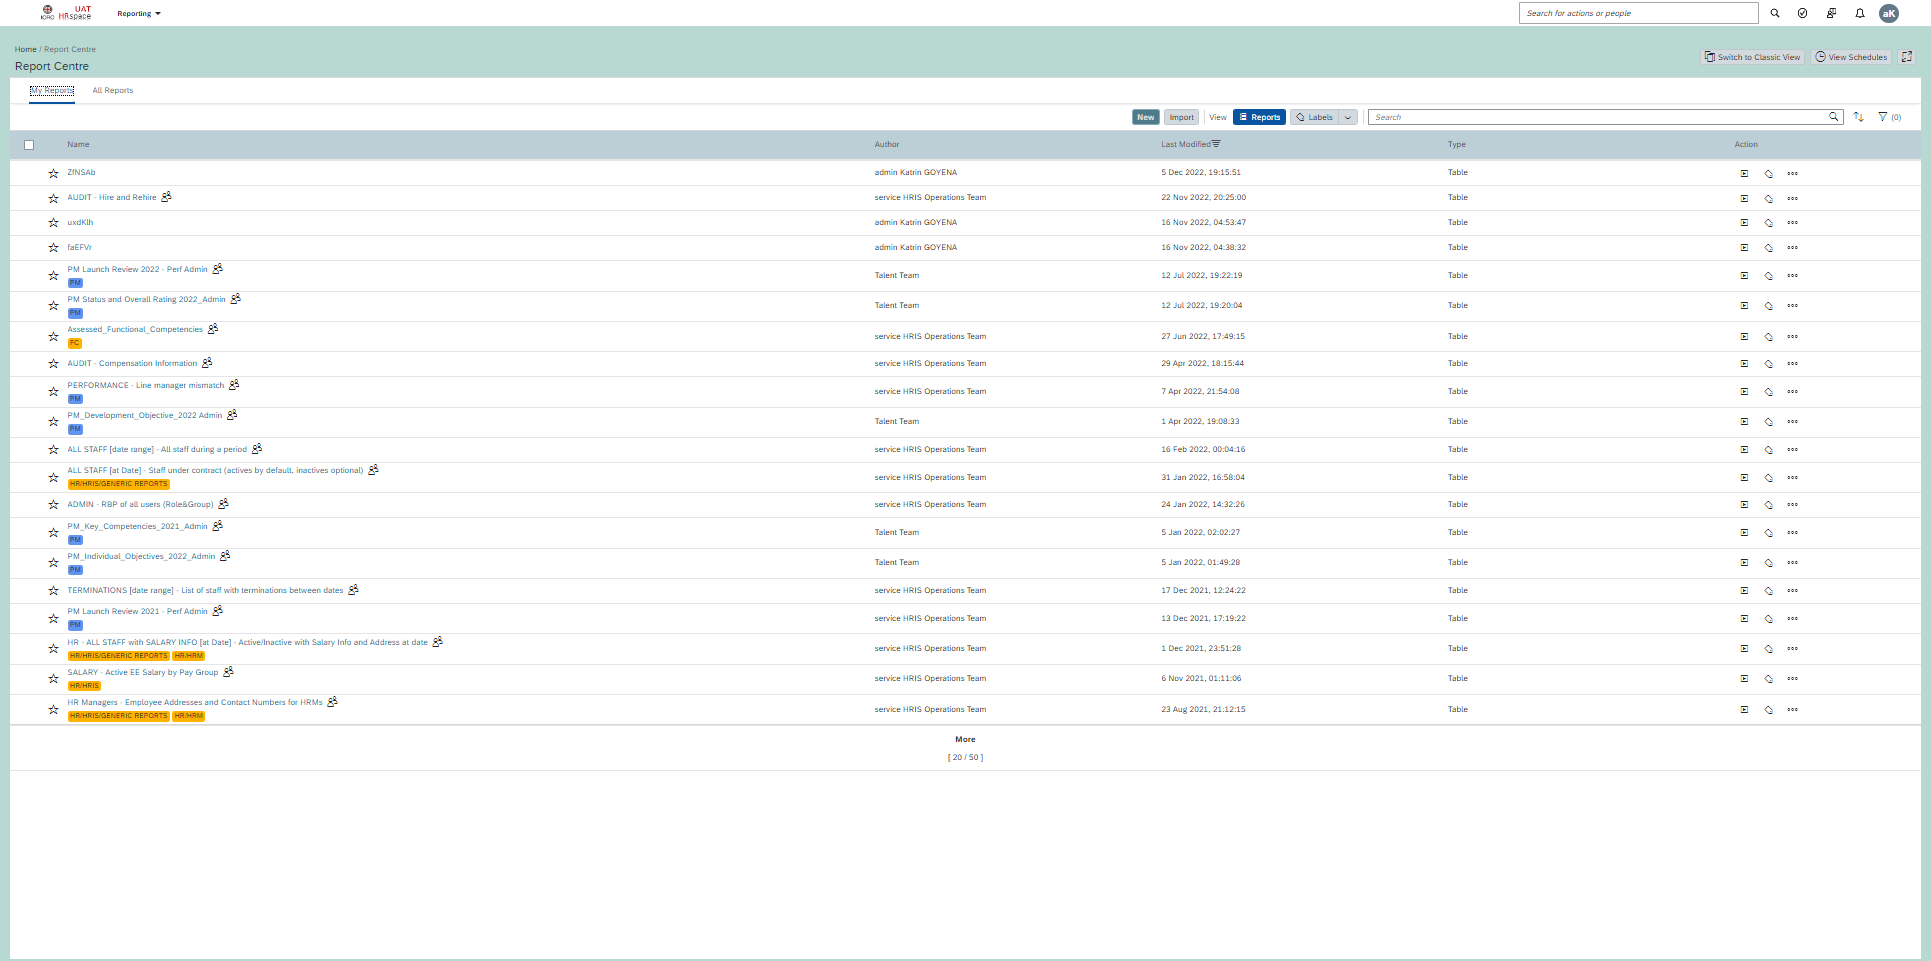 ICRC UAT HRspace Reporting Search for actions or people aK
Home / Report Centre
Report Centre Switch to Classic View View Schedules
My Reports All Reports
New Import View Reports Labels Search (0)
Name Author Last Modified Type Action
ZfNSAb admin Katrin GOYENA 5 Dec 2022, 19:15:51 Table
AUDIT - Hire and Rehire service HRIS Operations Team 22 Nov 2022, 20:25:00 Table
uxdKlh admin Katrin GOYENA 16 Nov 2022, 04:53:47 Table
faEFVr admin Katrin GOYENA 16 Nov 2022, 04:38:32 Table
PM Launch Review 2022 - Perf Admin Talent Team 12 Jul 2022, 19:22:19 Table
PM
PM Status and Overall Rating 2022_Admin Talent Team 12 Jul 2022, 19:20:04 Table
PM
Assessed_Functional_Competencies service HRIS Operations Team 27 Jun 2022, 17:49:15 Table
FC
AUDIT - Compensation Information service HRIS Operations Team 29 Apr 2022, 18:15:44 Table
PERFORMANCE - Line manager mismatch service HRIS Operations Team 7 Apr 2022, 21:54:08 Table
PM
PM_Development_Objective_2022 Admin Talent Team 1 Apr 2022, 19:08:33 Table
PM
ALL STAFF [date range] - All staff during a period service HRIS Operations Team 16 Feb 2022, 00:04:16 Table
ALL STAFF [at Date] - Staff under contract (actives by default, inactives optional) service HRIS Operations Team 31 Jan 2022, 16:58:04 Table
HR/HRIS/GENERIC REPORTS
ADMIN - RBP of all users (Role&Group) service HRIS Operations Team 24 Jan 2022, 14:32:26 Table
PM_Key_Competencies_2021_Admin Talent Team 5 Jan 2022, 02:02:27 Table
PM
PM_Individual_Objectives_2022_Admin Talent Team 5 Jan 2022, 01:49:28 Table
PM
TERMINATIONS [date range] - List of staff with terminations between dates service HRIS Operations Team 17 Dec 2021, 12:24:22 Table
PM Launch Review 2021 - Perf Admin service HRIS Operations Team 13 Dec 2021, 17:19:22 Table
PM
HR - ALL STAFF with SALARY INFO [at Date] - Active/Inactive with Salary Info and Address at date service HRIS Operations Team 1 Dec 2021, 23:51:28 Table
HR/HRIS/GENERIC REPORTS HR/HRM
SALARY - Active EE Salary by Pay Group service HRIS Operations Team 6 Nov 2021, 01:11:06 Table
HR/HRIS
HR Managers - Employee Addresses and Contact Numbers for HRMs service HRIS Operations Team 23 Aug 2021, 21:12:15 Table
HR/HRIS/GENERIC REPORTS HR/HRM
More
[ 20 / 50 ]